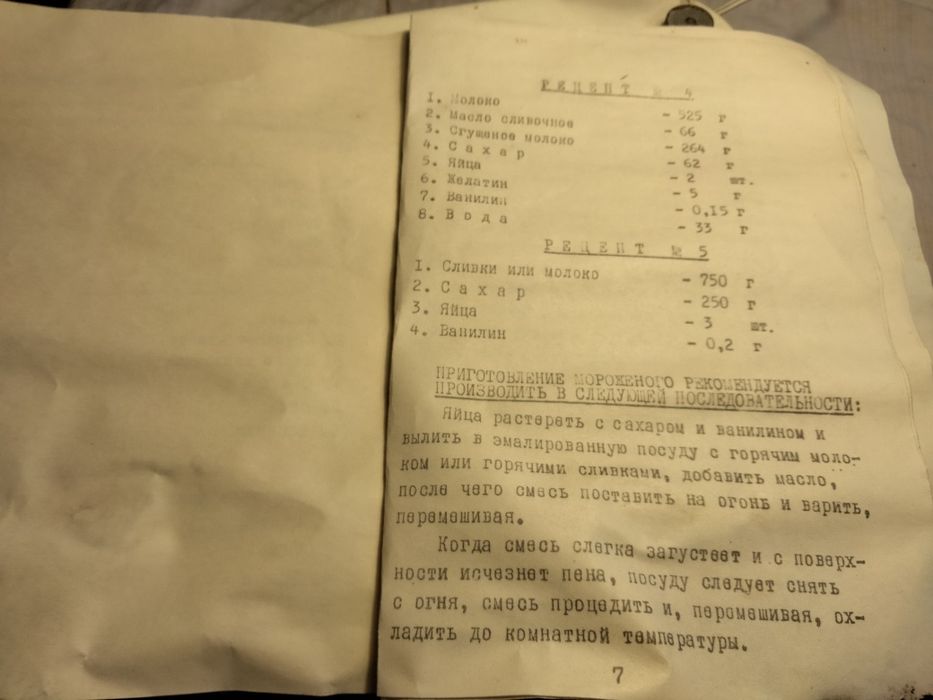 РЕЦЕПТ № 4
1. Молоко - 525 г
2. Масло сливочное - 66 г
3. Сгущеное молоко - 264 г
4. Сахар - 62 г
5. Яйца - 2 шт.
6. Желатин - 5 г
7. Ванилин - 0,15 г
8. Вода - 33 г
РЕЦЕПТ № 5
1. Сливки или молоко - 750 г
2. Сахар - 250 г
3. Яйца - 3 шт.
4. Ванилин - 0,2 г
ПРИГОТОВЛЕНИЕ МОРОЖЕНОГО РЕКОМЕНДУЕТСЯ
ПРОИЗВОДИТЬ В СЛЕДУЮЩЕЙ ПОСЛЕДОВАТЕЛЬНОСТИ:
Яйца растереть с сахаром и ванилином и
вылить в эмалированную посуду с горячим моло-
ком или горячими сливками, добавить масло,
после чего смесь поставить на огонь и варить,
перемешивая.
Когда смесь слегка загустеет и с поверх-
ности исчезнет пена, посуду следует снять
с огня, смесь процедить и, перемешивая, ох-
ладить до комнатной температуры.
7